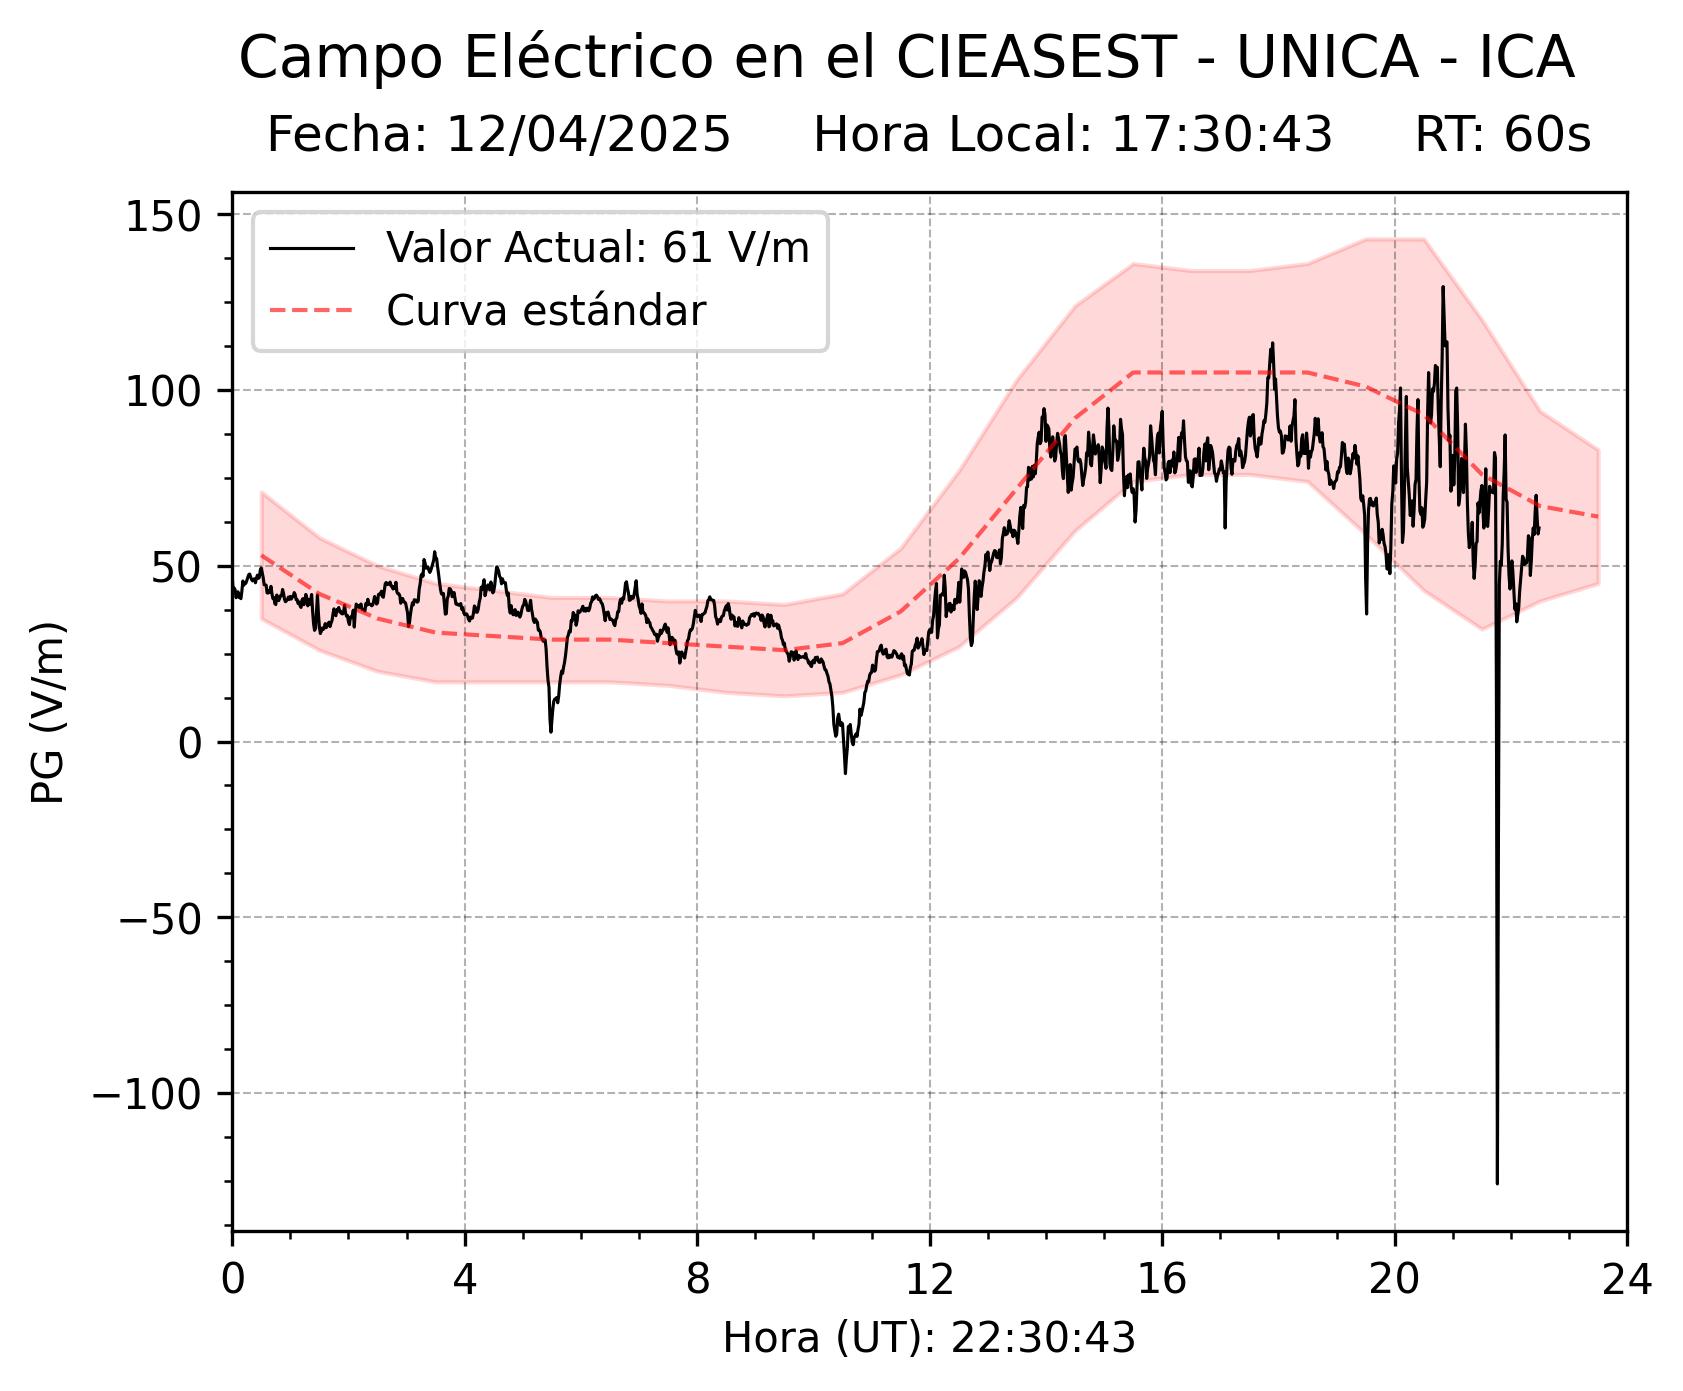 Campo Eléctrico en el CIEASEST - UNICA - ICA
Fecha: 12/04/2025 Hora Local: 17:30:43 RT: 60s
Valor Actual: 61 V/m
Curva estándar
150
100
50
0
−50
−100
PG (V/m)
0 4 8 12 16 20 24
Hora (UT): 22:30:43